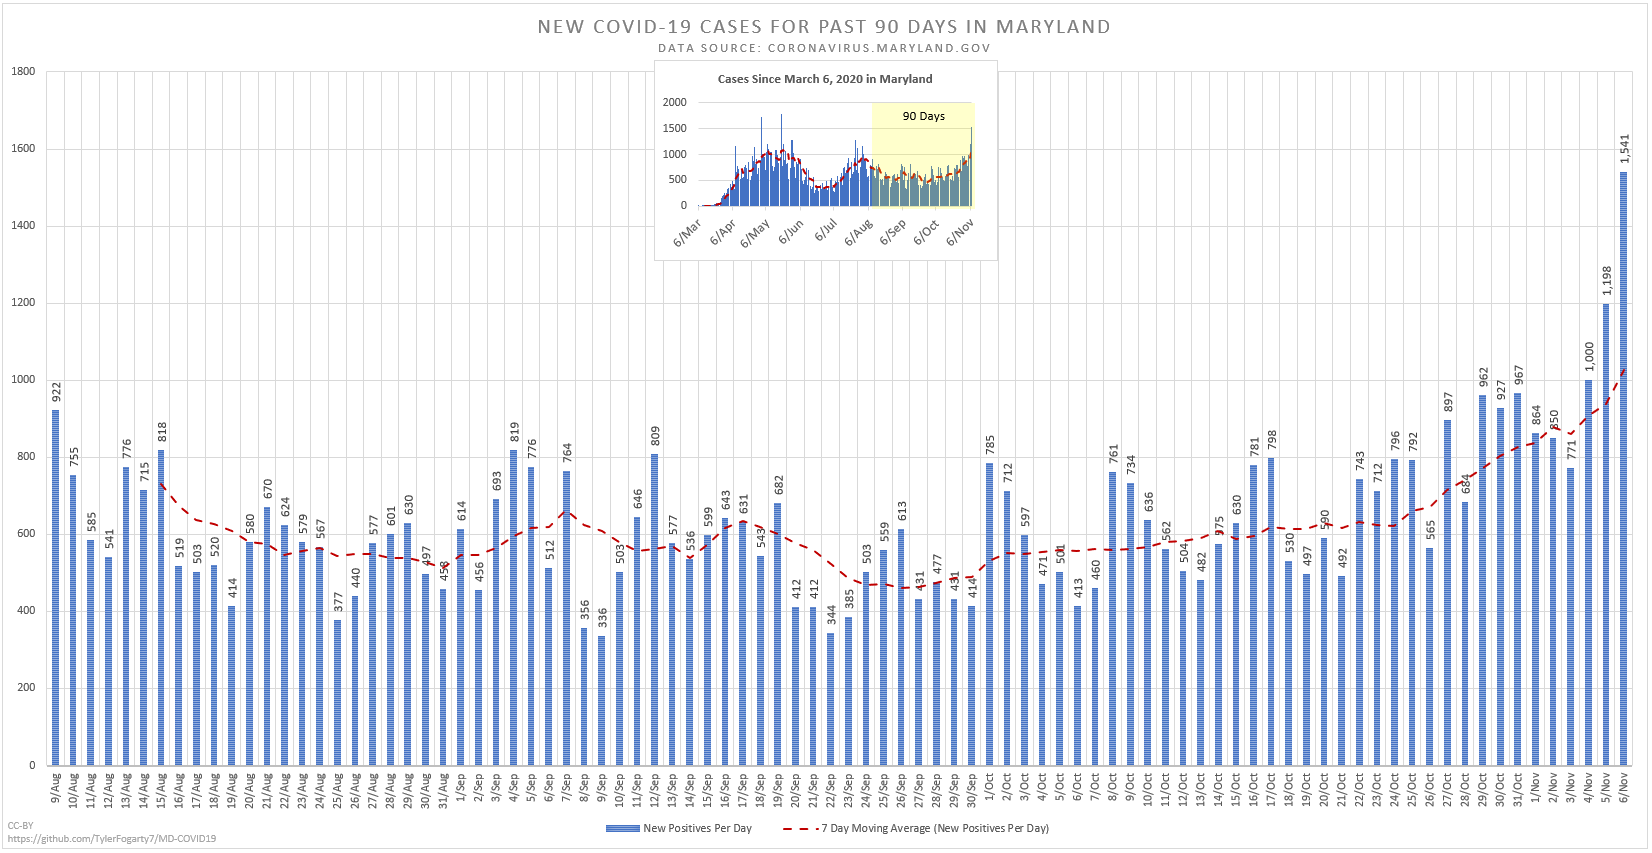 NEW COVID-19 CASES FOR PAST 90 DAYS IN MARYLAND
DATA SOURCE: CORONAVIRUS.MARYLAND.GOV
Cases Since March 6, 2020 in Maryland
90 Days
2000
1500
1000
500
0
6/Mar 6/Apr 6/May 6/Jun 6/Jul 6/Aug 6/Sep 6/Oct 6/Nov
1800
1600
1400
1200
1000
800
600
400
200
0
922 755 585 541 776 715 818 519 503 520 414 580 670 624 579 567 377 440 577 601 630 497 458 614 456 693 819 776 512 764 356 336 503 646 809 577 536 599 643 631 543 682 412 412 344 385 503 559 613 431 477 431 414 785 712 597 471 501 413 460 761 734 636 562 504 482 575 630 781 798 530 497 590 492 743 712 796 792 565 897 684 962 927 967 864 850 771 1,000 1,198 1,541
9/Aug 10/Aug 11/Aug 12/Aug 13/Aug 14/Aug 15/Aug 16/Aug 17/Aug 18/Aug 19/Aug 20/Aug 21/Aug 22/Aug 23/Aug 24/Aug 25/Aug 26/Aug 27/Aug 28/Aug 29/Aug 30/Aug 31/Aug 1/Sep 2/Sep 3/Sep 4/Sep 5/Sep 6/Sep 7/Sep 8/Sep 9/Sep 10/Sep 11/Sep 12/Sep 13/Sep 14/Sep 15/Sep 16/Sep 17/Sep 18/Sep 19/Sep 20/Sep 21/Sep 22/Sep 23/Sep 24/Sep 25/Sep 26/Sep 27/Sep 28/Sep 29/Sep 30/Sep 1/Oct 2/Oct 3/Oct 4/Oct 5/Oct 6/Oct 7/Oct 8/Oct 9/Oct 10/Oct 11/Oct 12/Oct 13/Oct 14/Oct 15/Oct 16/Oct 17/Oct 18/Oct 19/Oct 20/Oct 21/Oct 22/Oct 23/Oct 24/Oct 25/Oct 26/Oct 27/Oct 28/Oct 29/Oct 30/Oct 31/Oct 1/Nov 2/Nov 3/Nov 4/Nov 5/Nov 6/Nov
New Positives Per Day
7 Day Moving Average (New Positives Per Day)
CC-BY
https://github.com/TylerFogarty7/MD-COVID19